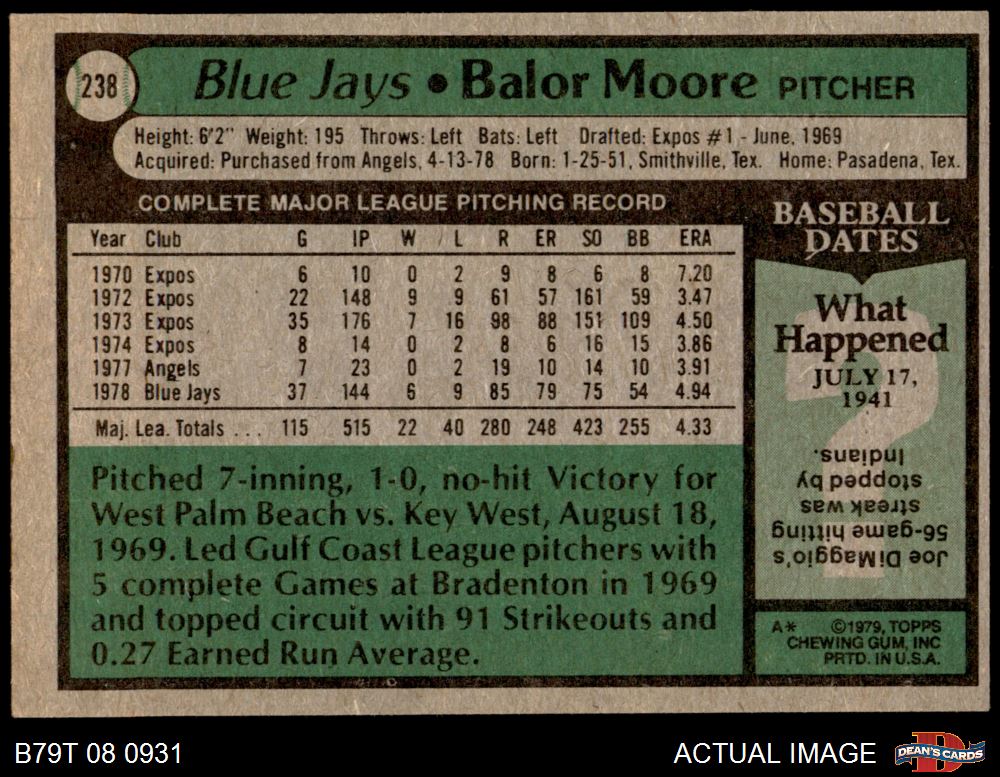 238
Blue Jays • Balor Moore PITCHER
Height: 6'2" Weight: 195 Throws: Left Bats: Left Drafted: Expos #1 - June, 1969
Acquired: Purchased from Angels, 4-13-78 Born: 1-25-51, Smithville, Tex. Home: Pasadena, Tex.
COMPLETE MAJOR LEAGUE PITCHING RECORD
Year Club G IP W L R ER SO BB ERA
1970 Expos 6 10 0 2 9 8 6 8 7.20
1972 Expos 22 148 9 9 61 57 161 59 3.47
1973 Expos 35 176 7 16 98 88 151 109 4.50
1974 Expos 8 14 0 2 8 6 16 15 3.86
1977 Angels 7 23 0 2 19 10 14 10 3.91
1978 Blue Jays 37 144 6 9 85 79 75 54 4.94
Maj. Lea. Totals ... 115 515 22 40 280 248 423 255 4.33
Pitched 7-inning, 1-0, no-hit Victory for
West Palm Beach vs. Key West, August 18,
1969. Led Gulf Coast League pitchers with
5 complete Games at Bradenton in 1969
and topped circuit with 91 Strikeouts and
0.27 Earned Run Average.
BASEBALL
DATES
What
Happened
JULY 17,
1941
?
Joe DiMaggio's
56-game hitting
streak was
stopped by
Indians.
A* ©1979, TOPPS
CHEWING GUM, INC
PRTD. IN U.S.A.
B79T 08 0931
ACTUAL IMAGE
D
DEAN'S CARDS